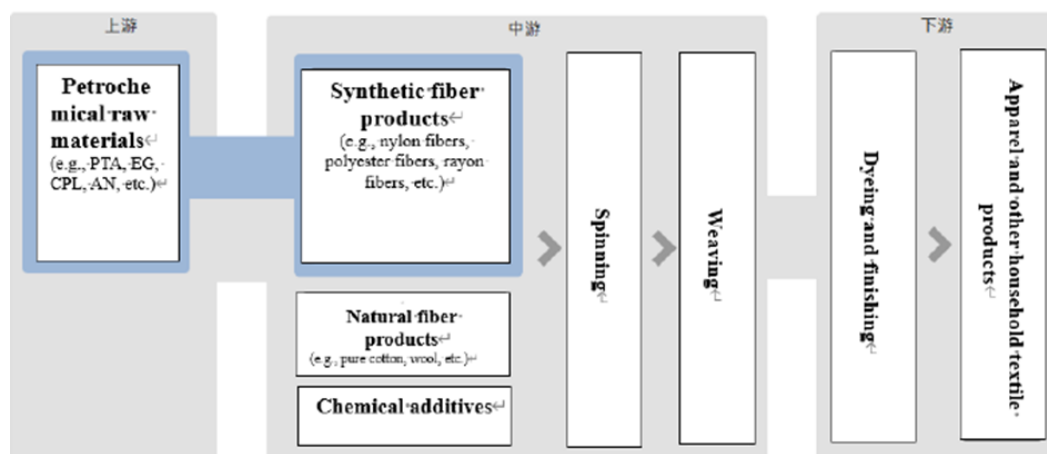 上游
Petroche
mical raw
materials
(e.g., PTA, EG,
CPL, AN, etc.)
中游
Synthetic fiber
products
(e.g., nylon fibers,
polyester fibers, rayon
fibers, etc.)
Natural fiber
products
(e.g., pure cotton, wool, etc.)
Chemical additives
Spinning
Weaving
下游
Dyeing and finishing
Apparel and other household textile
products